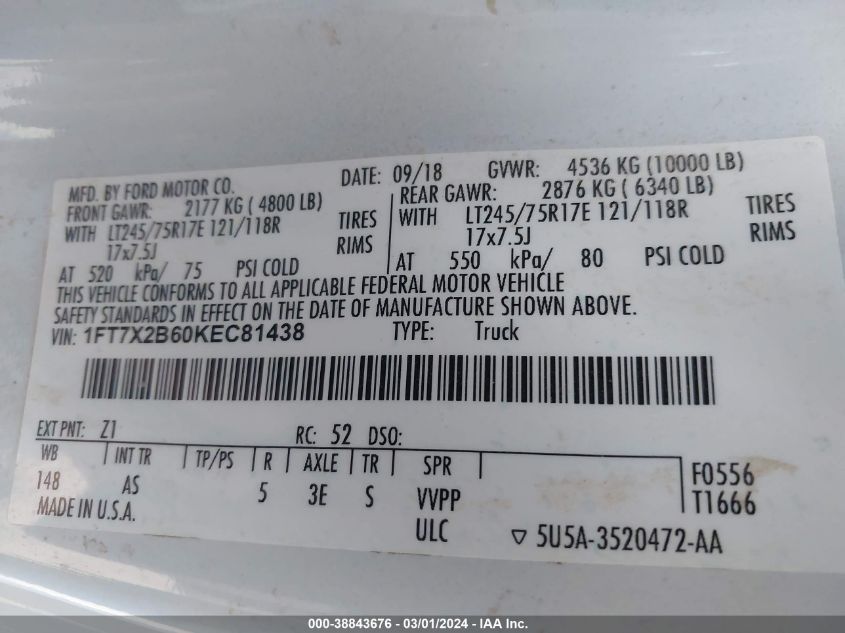 MFD. BY FORD MOTOR CO. DATE: 09/18 GVWR: 4536 KG (10000 LB)
FRONT GAWR: 2177 KG ( 4800 LB) REAR GAWR: 2876 KG ( 6340 LB)
WITH LT245/75R17E 121/118R TIRES WITH LT245/75R17E 121/118R TIRES
17x7.5J RIMS 17x7.5J RIMS
AT 520 kPa/ 75 PSI COLD AT 550 kPa/ 80 PSI COLD
THIS VEHICLE CONFORMS TO ALL APPLICABLE FEDERAL MOTOR VEHICLE
SAFETY STANDARDS IN EFFECT ON THE DATE OF MANUFACTURE SHOWN ABOVE.
VIN: 1FT7X2B60KEC81438 TYPE: Truck
EXT PNT: Z1 RC: 52 DSO:
WB INT TR TP/PS R AXLE TR SPR F0556
148 AS 5 3E S VVPP T1666
MADE IN U.S.A. ULC 5U5A-3520472-AA
000-38843676 - 03/01/2024 - IAA Inc.